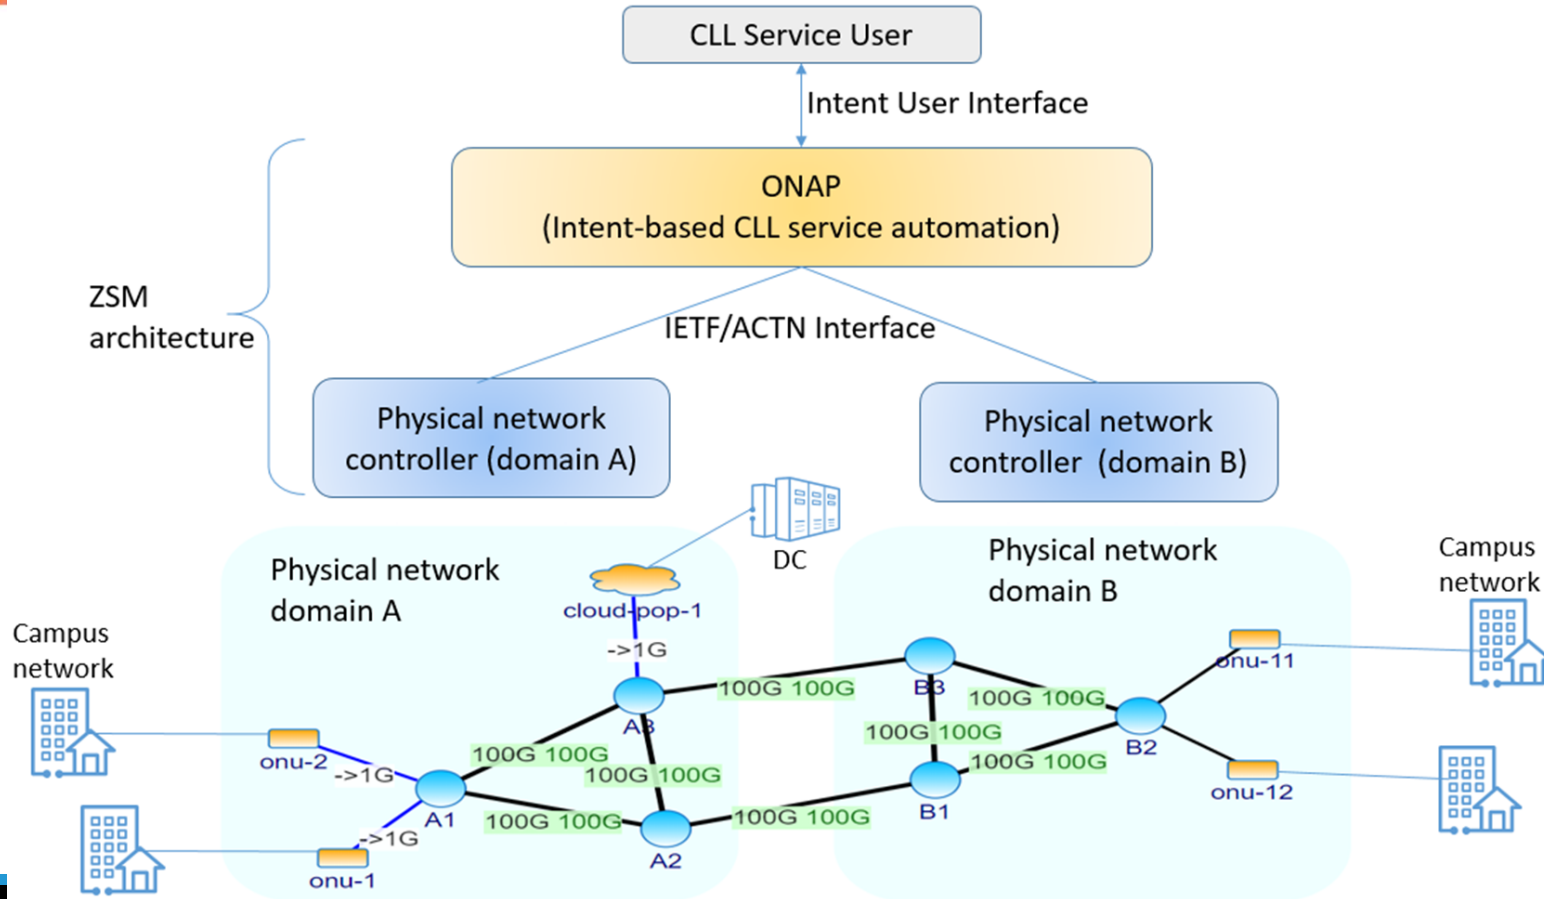 CLL Service User
Intent User Interface
ONAP
(Intent-based CLL service automation)
ZSM
architecture
IETF/ACTN Interface
Physical network
controller (domain A)
Physical network
controller (domain B)
DC
Physical network
domain A
Physical network
domain B
Campus
network
Campus
network
cloud-pop-1
->1G
onu-11
100G 100G
B3
100G 100G
A3
100G 100G
B2
onu-2
100G 100G
->1G
100G 100G
100G 100G
onu-12
A1
100G 100G
100G 100G
B1
->1G
A2
onu-1